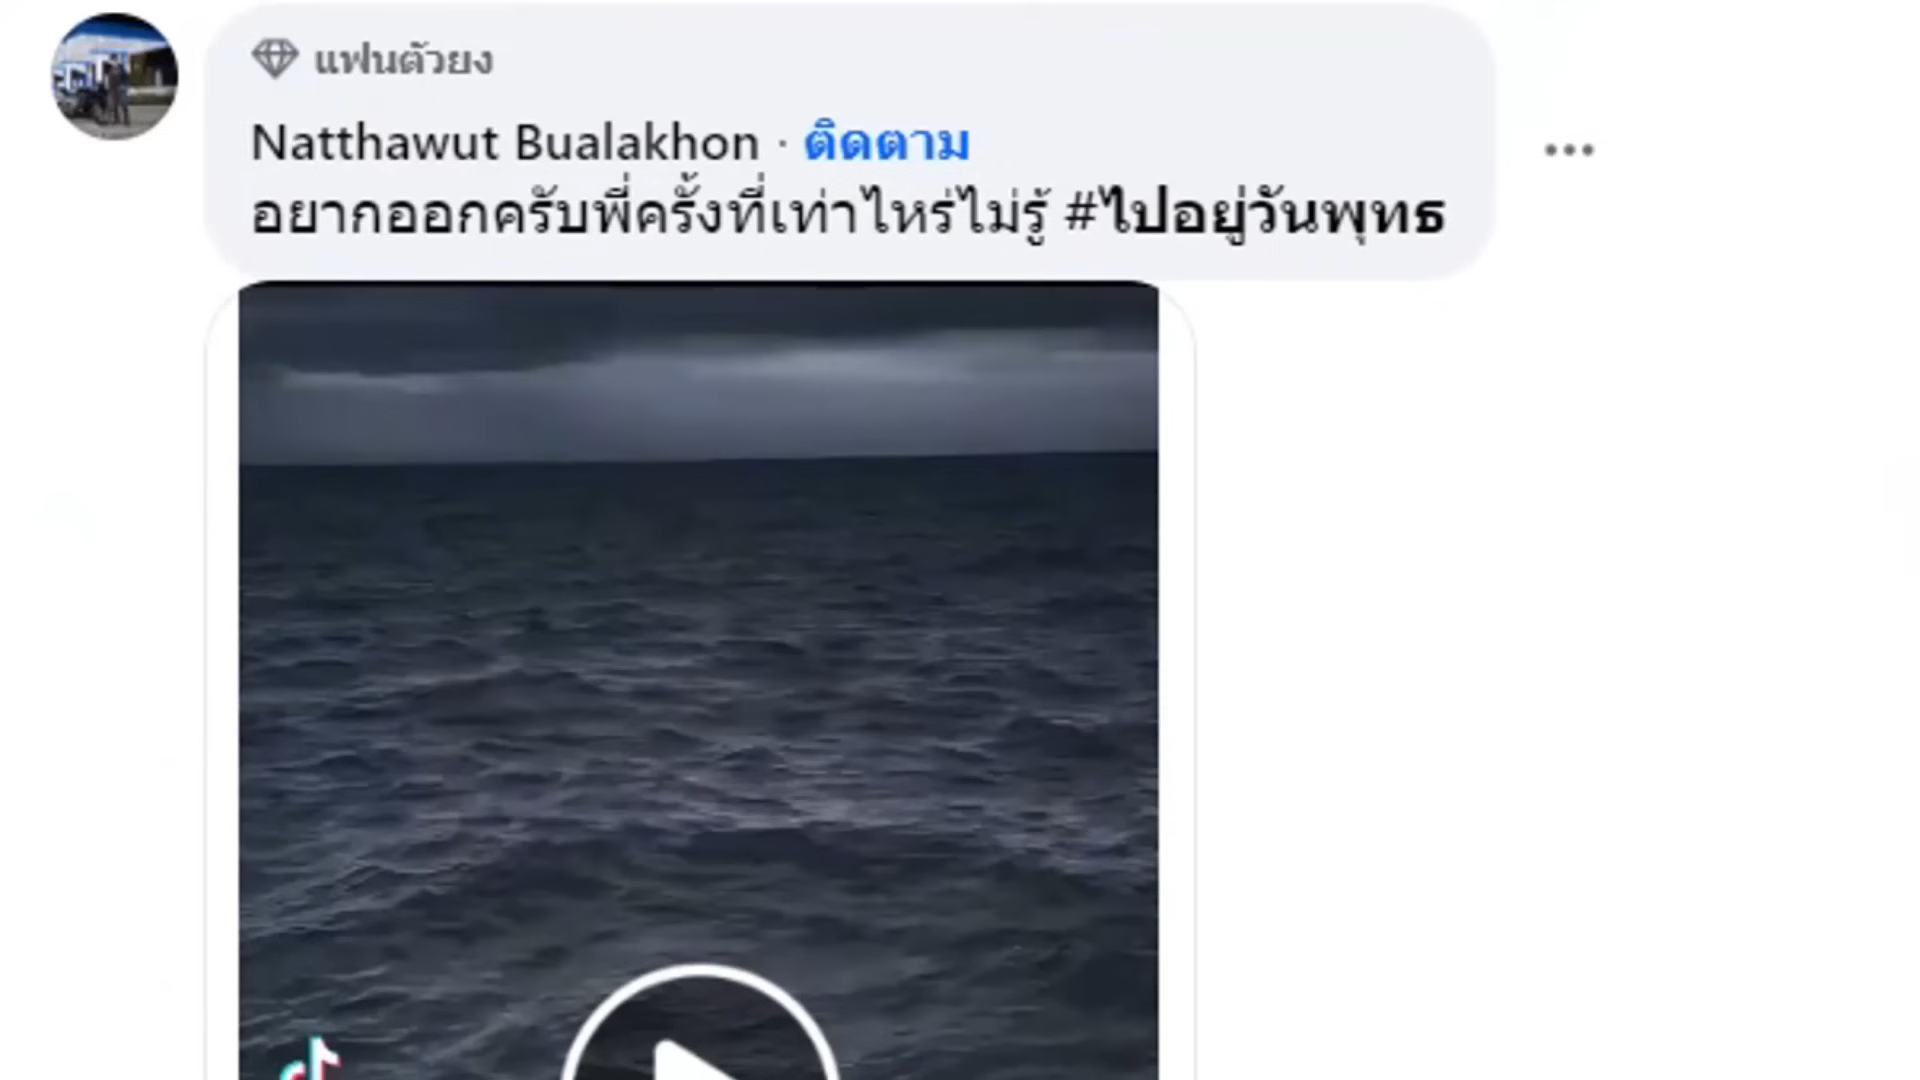 แฟนตัวยง
Natthawut Bualakhon · ติดตาม
อยากออกครับพี่ครั้งที่เท่าไหร่ไม่รู้ #ไปอยู่วันพุทธ